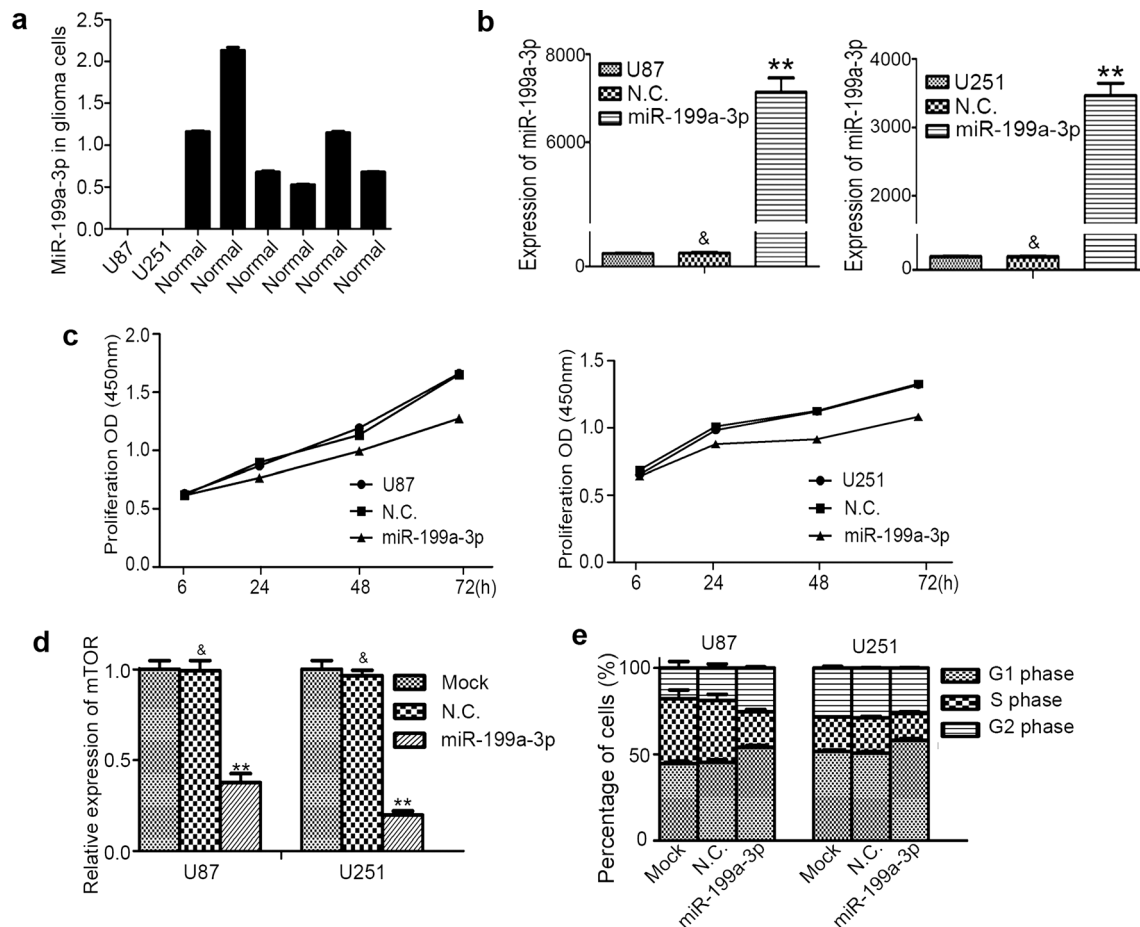 a
MiR-199a-3p in glioma cells
2.5
2.0
1.5
1.0
0.5
0.0
U87
U251
Normal
Normal
Normal
Normal
Normal
Normal
b
Expression of miR-199a-3p
8000
6000
0
U87
N.C.
miR-199a-3p
&
**
Expression of miR-199a-3p
4000
3000
2000
0
U251
N.C.
miR-199a-3p
&
**
c
Proliferation OD (450nm)
2.0
1.5
1.0
0.5
0.0
6
24
48
72(h)
U87
N.C.
miR-199a-3p
Proliferation OD (450nm)
1.5
1.0
0.5
0.0
6
24
48
72(h)
U251
N.C.
miR-199a-3p
d
Relative expression of mTOR
1.0
0.5
0.0
&
**
&
**
U87
U251
Mock
N.C.
miR-199a-3p
e
Percentage of cells (%)
100
50
0
U87
U251
Mock
N.C.
miR-199a-3p
Mock
N.C.
miR-199a-3p
G1 phase
S phase
G2 phase